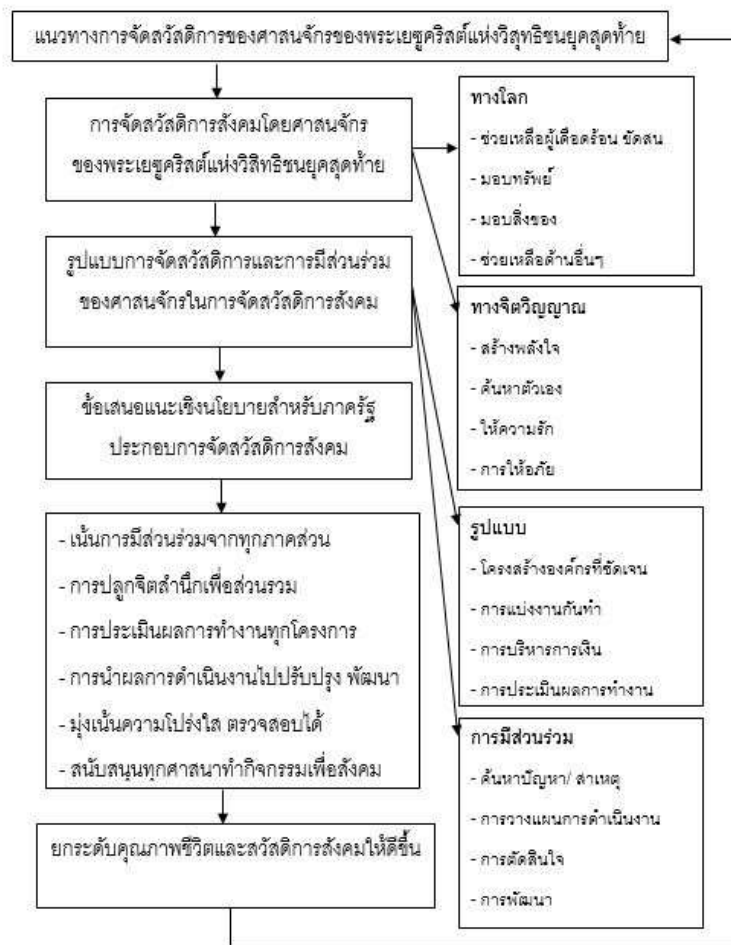 แนวทางการจัดสวัสดิการของศาสนจักรของพระเยซูคริสต์แห่งวิสุทธิชนยุคสุดท้าย
การจัดสวัสดิการสังคมโดยศาสนจักร
ของพระเยซูคริสต์แห่งวิสิทธิชนยุคสุดท้าย
ทางโลก
- ช่วยเหลือผู้เดือดร้อน ขัดสน
- มอบทรัพย์
- มอบสิ่งของ
- ช่วยเหลือด้านอื่นๆ
รูปแบบการจัดสวัสดิการและการมีส่วนร่วม
ของศาสนจักรในการจัดสวัสดิการสังคม
ทางจิตวิญญาณ
- สร้างพลังใจ
- ค้นหาตัวเอง
- ให้ความรัก
- การให้อภัย
ข้อเสนอแนะเชิงนโยบายสำหรับภาครัฐ
ประกอบการจัดสวัสดิการสังคม
รูปแบบ
- โครงสร้างองค์กรที่ชัดเจน
- การแบ่งงานกันทำ
- การบริหารการเงิน
- การประเมินผลการทำงาน
- เน้นการมีส่วนร่วมจากทุกภาคส่วน
- การปลูกจิตสำนึกเพื่อส่วนรวม
- การประเมินผลการทำงานทุกโครงการ
- การนำผลการดำเนินงานไปปรับปรุง พัฒนา
- มุ่งเน้นความโปร่งใส ตรวจสอบได้
- สนับสนุนทุกศาสนาทำกิจกรรมเพื่อสังคม
การมีส่วนร่วม
- ค้นหาปัญหา/ สาเหตุ
- การวางแผนการดำเนินงาน
- การตัดสินใจ
- การพัฒนา
ยกระดับคุณภาพชีวิตและสวัสดิการสังคมให้ดีขึ้น